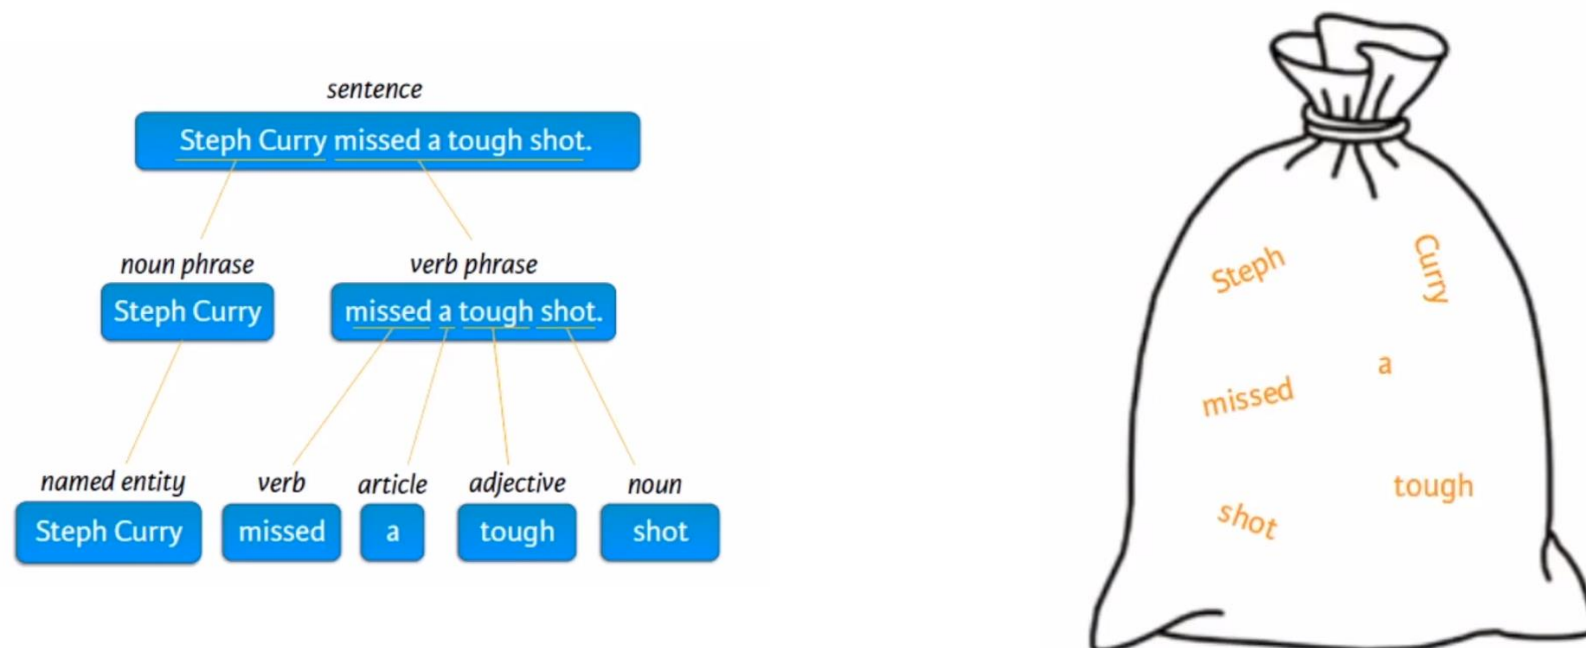 sentence
Steph Curry missed a tough shot.
noun phrase
verb phrase
Steph Curry
missed a tough shot.
named entity
verb
article
adjective
noun
Steph Curry
missed
a
tough
shot
Steph
Curry
a
missed
tough
shot